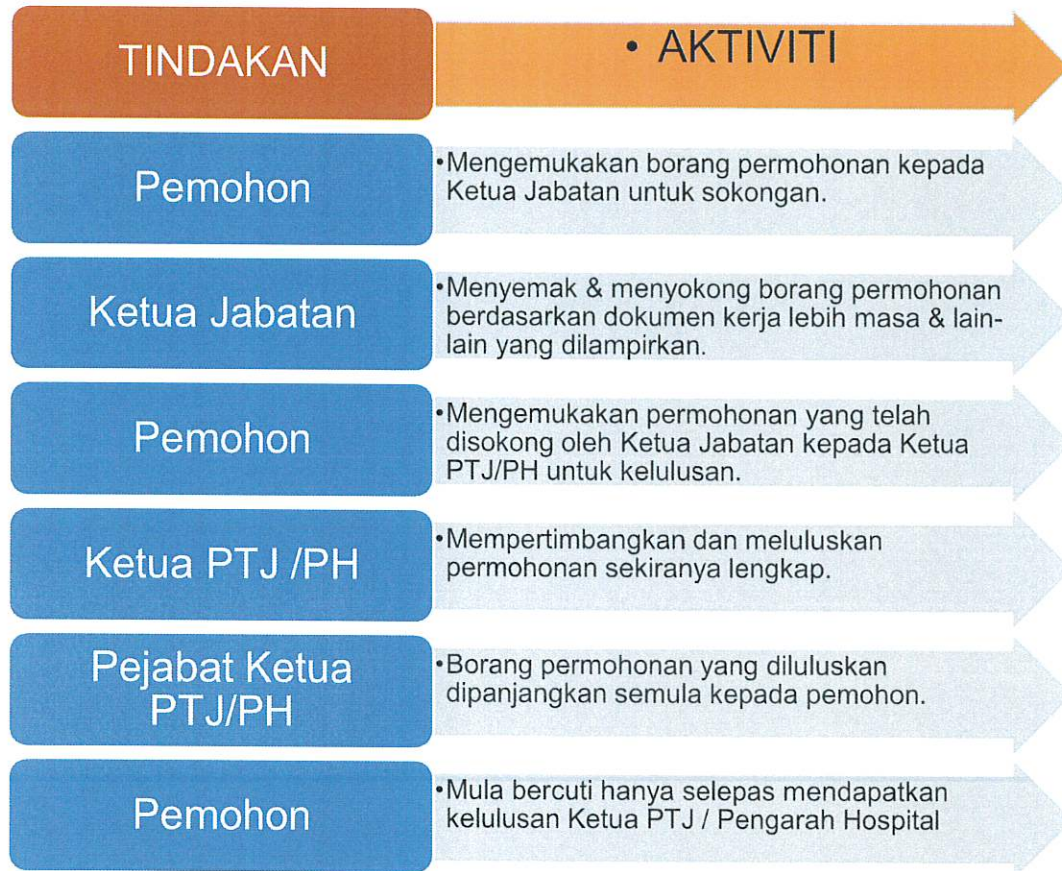 TINDAKAN
• AKTIVITI
Pemohon
•Mengemukakan borang permohonan kepada
Ketua Jabatan untuk sokongan.
Ketua Jabatan
•Menyemak & menyokong borang permohonan
berdasarkan dokumen kerja lebih masa & lain-
lain yang dilampirkan.
Pemohon
•Mengemukakan permohonan yang telah
disokong oleh Ketua Jabatan kepada Ketua
PTJ/PH untuk kelulusan.
Ketua PTJ /PH
•Mempertimbangkan dan meluluskan
permohonan sekiranya lengkap.
Pejabat Ketua
PTJ/PH
•Borang permohonan yang diluluskan
dipanjangkan semula kepada pemohon.
Pemohon
•Mula bercuti hanya selepas mendapatkan
kelulusan Ketua PTJ / Pengarah Hospital